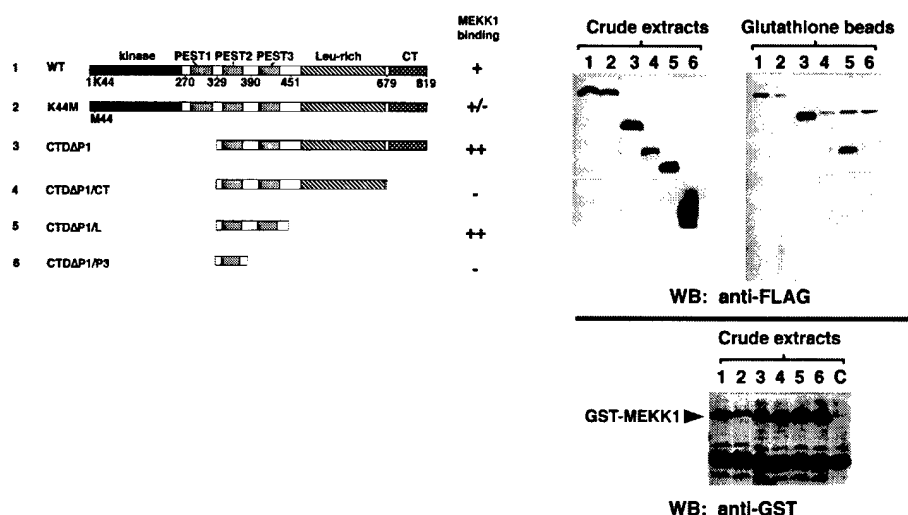 MEKK1
binding
kinase PEST1 PEST2 PEST3 Leu-rich CT
1 WT +
1 K44 270 329 390 451 679 819
2 K44M +/-
M44
3 CTDΔP1 ++
4 CTDΔP1/CT -
5 CTDΔP1/L ++
6 CTDΔP1/P3 -
Crude extracts Glutathione beads
1 2 3 4 5 6 1 2 3 4 5 6
WB: anti-FLAG
Crude extracts
1 2 3 4 5 6 C
GST-MEKK1
WB: anti-GST